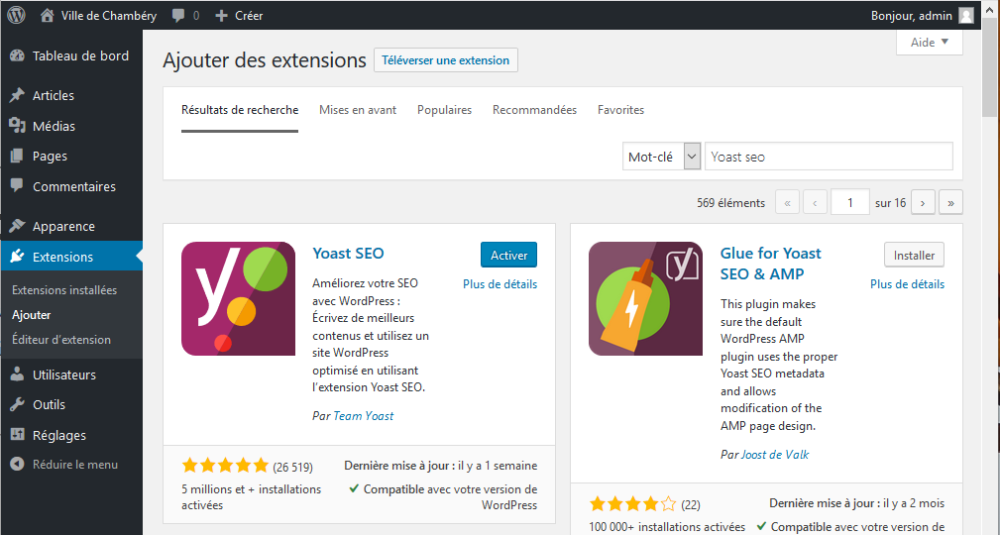 Ville de Chambéry 0 Créer Bonjour, admin
Tableau de bord
Articles
Médias
Pages
Commentaires
Apparence
Extensions
Extensions installées
Ajouter
Éditeur d'extension
Utilisateurs
Outils
Réglages
Réduire le menu
Aide
Ajouter des extensions Téléverser une extension
Résultats de recherche Mises en avant Populaires Recommandées Favorites
Mot-clé Yoast seo
569 éléments « ‹ 1 sur 16 › »
y
Yoast SEO
Activer
Plus de détails
Améliorez votre SEO
avec WordPress :
Écrivez de meilleurs
contenus et utilisez un
site WordPress
optimisé en utilisant
l'extension Yoast SEO.
Par Team Yoast
(26 519)
5 millions et + installations
activées
Dernière mise à jour : il y a 1 semaine
Compatible avec votre version de
WordPress
y
Glue for Yoast
SEO & AMP
Installer
Plus de détails
This plugin makes
sure the default
WordPress AMP
plugin uses the proper
Yoast SEO metadata
and allows
modification of the
AMP page design.
Par Joost de Valk
(22)
100 000+ installations activées
Dernière mise à jour : il y a 2 mois
Compatible avec votre version de